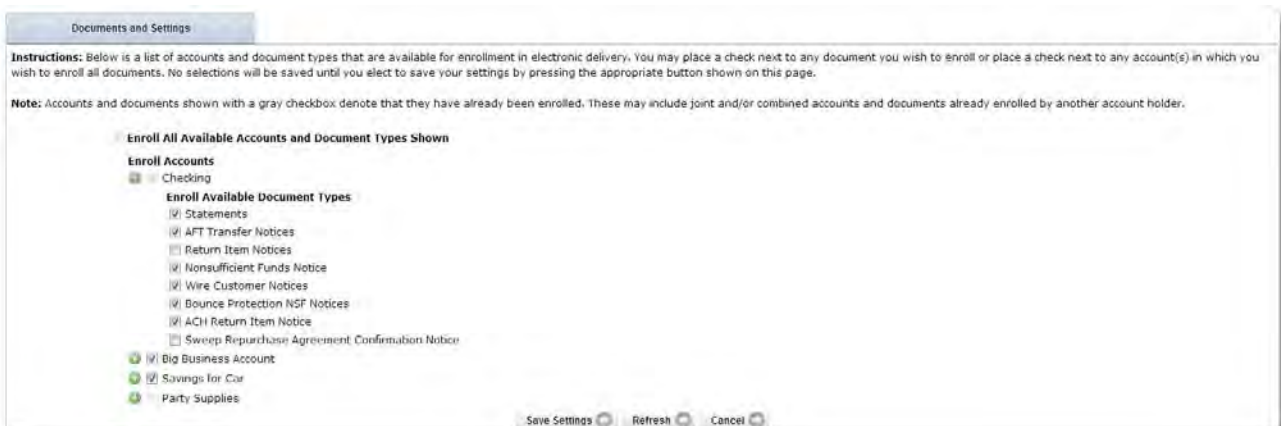 Documents and Settings
Instructions: Below is a list of accounts and document types that are available for enrollment in electronic delivery. You may place a check next to any document you wish to enroll or place a check next to any account(s) in which you
wish to enroll all documents. No selections will be saved until you elect to save your settings by pressing the appropriate button shown on this page.
Note: Accounts and documents shown with a gray checkbox denote that they have already been enrolled. These may include joint and/or combined accounts and documents already enrolled by another account holder.
Enroll All Available Accounts and Document Types Shown
Enroll Accounts
Checking
Enroll Available Document Types
Statements
AFT Transfer Notices
Return Item Notices
Nonsufficient Funds Notice
Wire Customer Notices
Bounce Protection NSF Notices
ACH Return Item Notice
Sweep Repurchase Agreement Confirmation Notice
Big Business Account
Savings for Car
Party Supplies
Save Settings Refresh Cancel